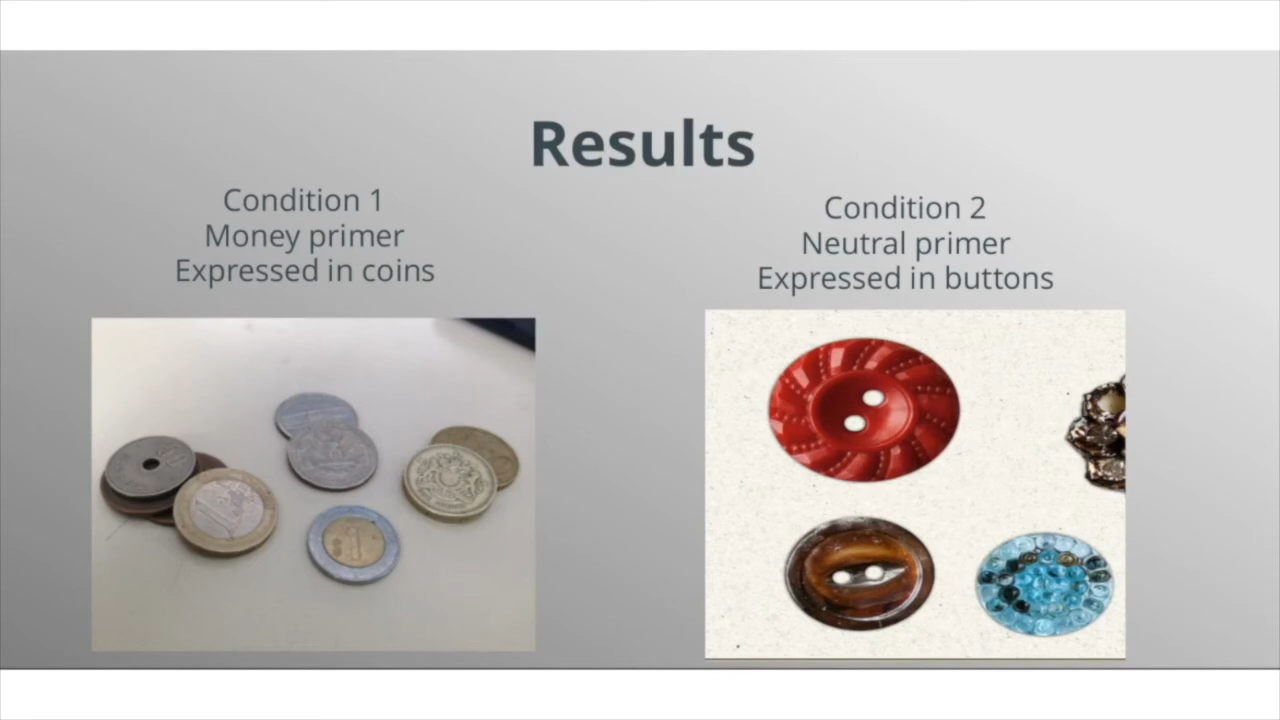 Results
Condition 1
Money primer
Expressed in coins
Condition 2
Neutral primer
Expressed in buttons